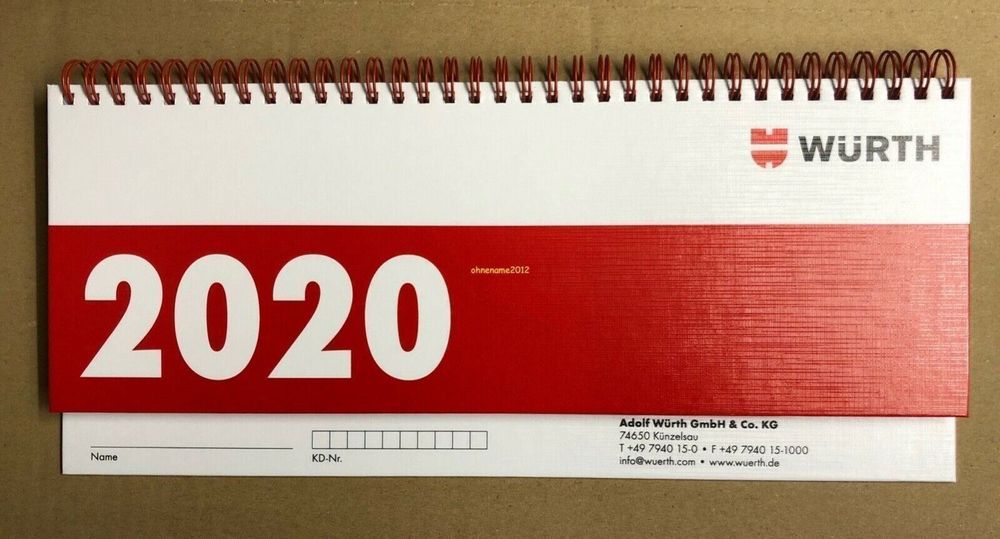 WÜRTH
2020
ohnename2012
Adolf Würth GmbH & Co. KG
74650 Künzelsau
T +49 7940 15-0 • F +49 7940 15-1000
info@wuerth.com • www.wuerth.de
Name
KD-Nr.